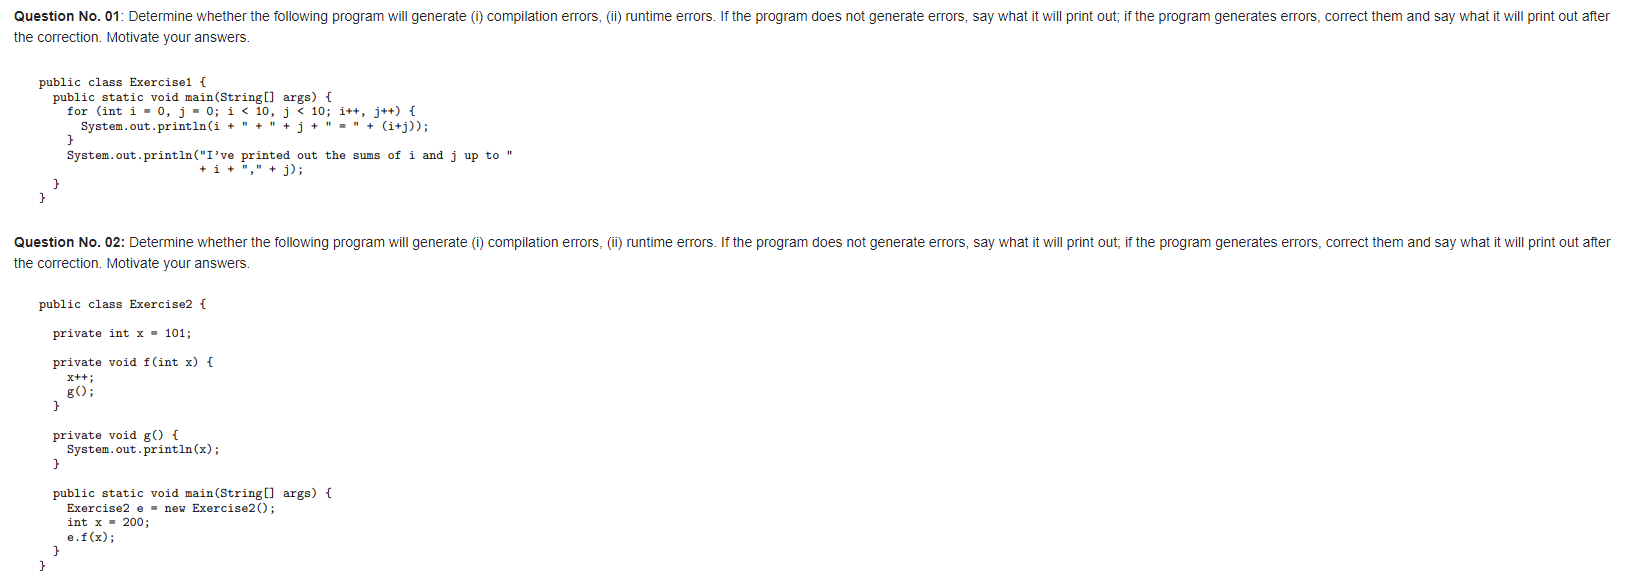 Question No. 01: Determine whether the following program will generate (i) compilation errors, (ii) runtime errors. If the program does not generate errors, say what it will print out; if the program generates errors, correct them and say what it will print out after
the correction. Motivate your answers.
public class Exercise1 {
public static void main(String[] args) {
for (int i = 0, j = 0; i < 10, j < 10; i++, j++) {
System.out.println(i + " + " + j + " = " + (i+j));
}
System.out.println("I've printed out the sums of i and j up to "
+ i + "," + j);
}
}
Question No. 02: Determine whether the following program will generate (i) compilation errors, (ii) runtime errors. If the program does not generate errors, say what it will print out; if the program generates errors, correct them and say what it will print out after
the correction. Motivate your answers.
public class Exercise2 {
private int x = 101;
private void f(int x) {
x++;
g();
}
private void g() {
System.out.println(x);
}
public static void main(String[] args) {
Exercise2 e = new Exercise2();
int x = 200;
e.f(x);
}
}